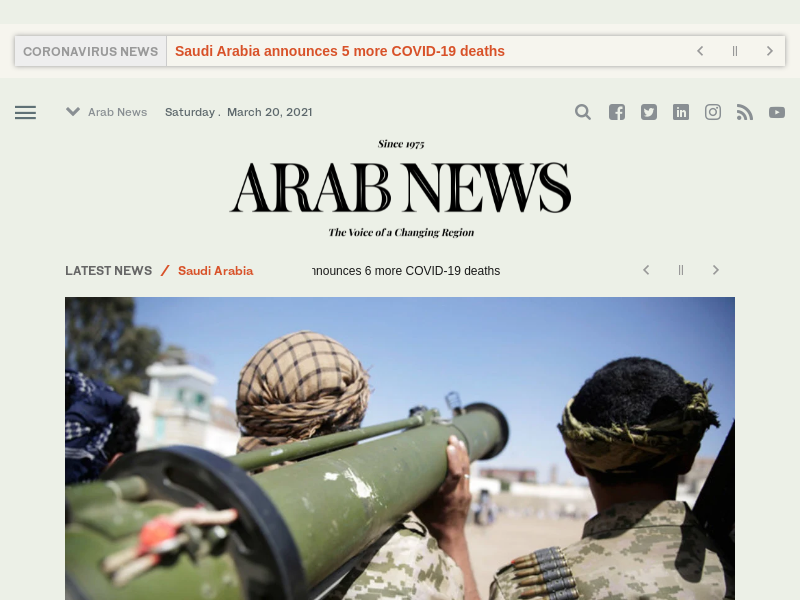 CORONAVIRUS NEWS Saudi Arabia announces 5 more COVID-19 deaths
Arab News Saturday . March 20, 2021
Since 1975
ARAB NEWS
The Voice of a Changing Region
LATEST NEWS / Saudi Arabia nnounces 6 more COVID-19 deaths